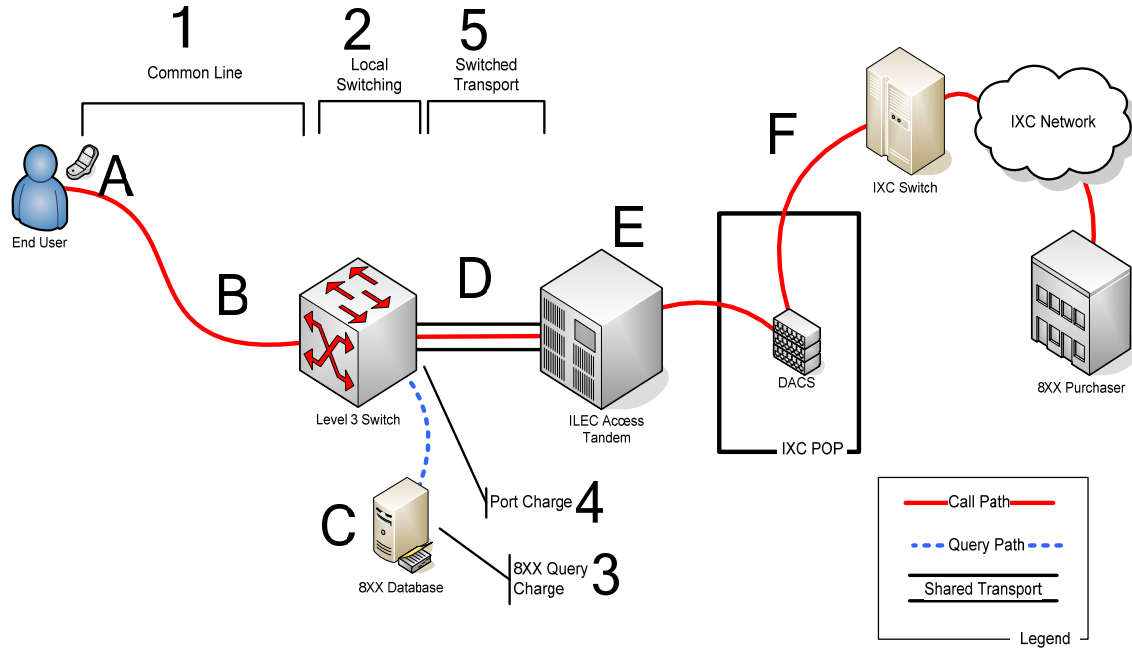 1
Common Line
2
Local
Switching
5
Switched
Transport
A
End User
B
Level 3 Switch
C
8XX Database
D
Port Charge 4
8XX Query
Charge 3
E
ILEC Access
Tandem
F
DACS
IXC POP
IXC Switch
IXC Network
8XX Purchaser
Call Path
Query Path
Shared Transport
Legend